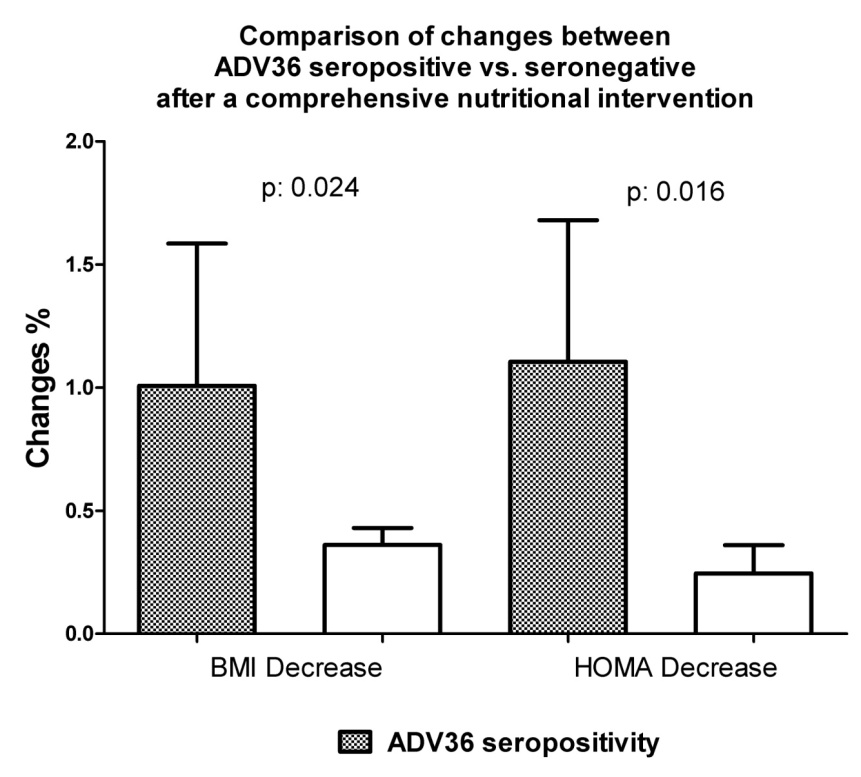 Comparison of changes between
ADV36 seropositive vs. seronegative
after a comprehensive nutritional intervention
2.0
p: 0.024
p: 0.016
1.5
Changes %
1.0
0.5
0.0
BMI Decrease
HOMA Decrease
ADV36 seropositivity